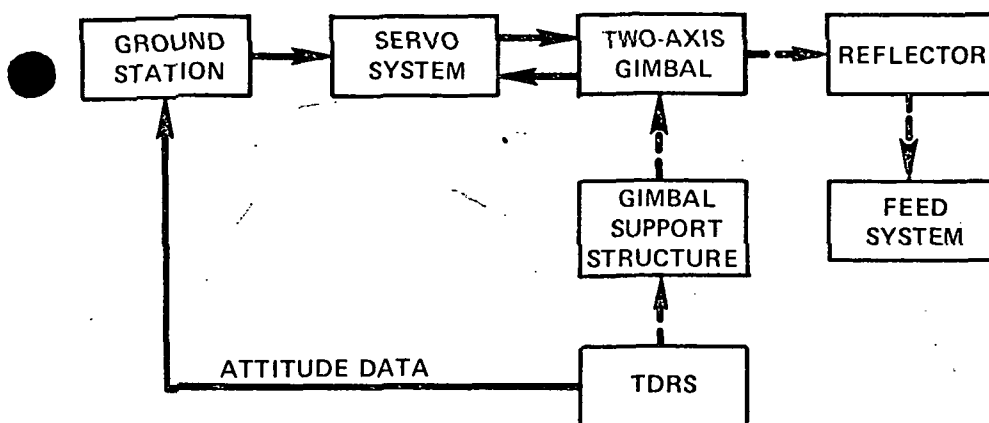 GROUND
STATION
SERVO
SYSTEM
TWO-AXIS
GIMBAL
REFLECTOR
GIMBAL
SUPPORT
STRUCTURE
FEED
SYSTEM
ATTITUDE DATA
TDRS